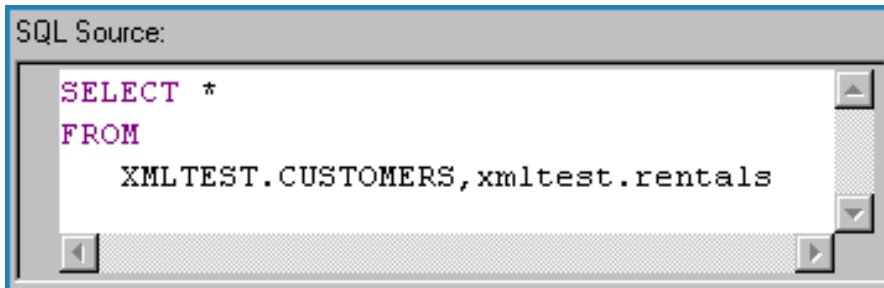 SQL Source:
SELECT *
FROM
XMLTEST.CUSTOMERS,xmltest.rentals